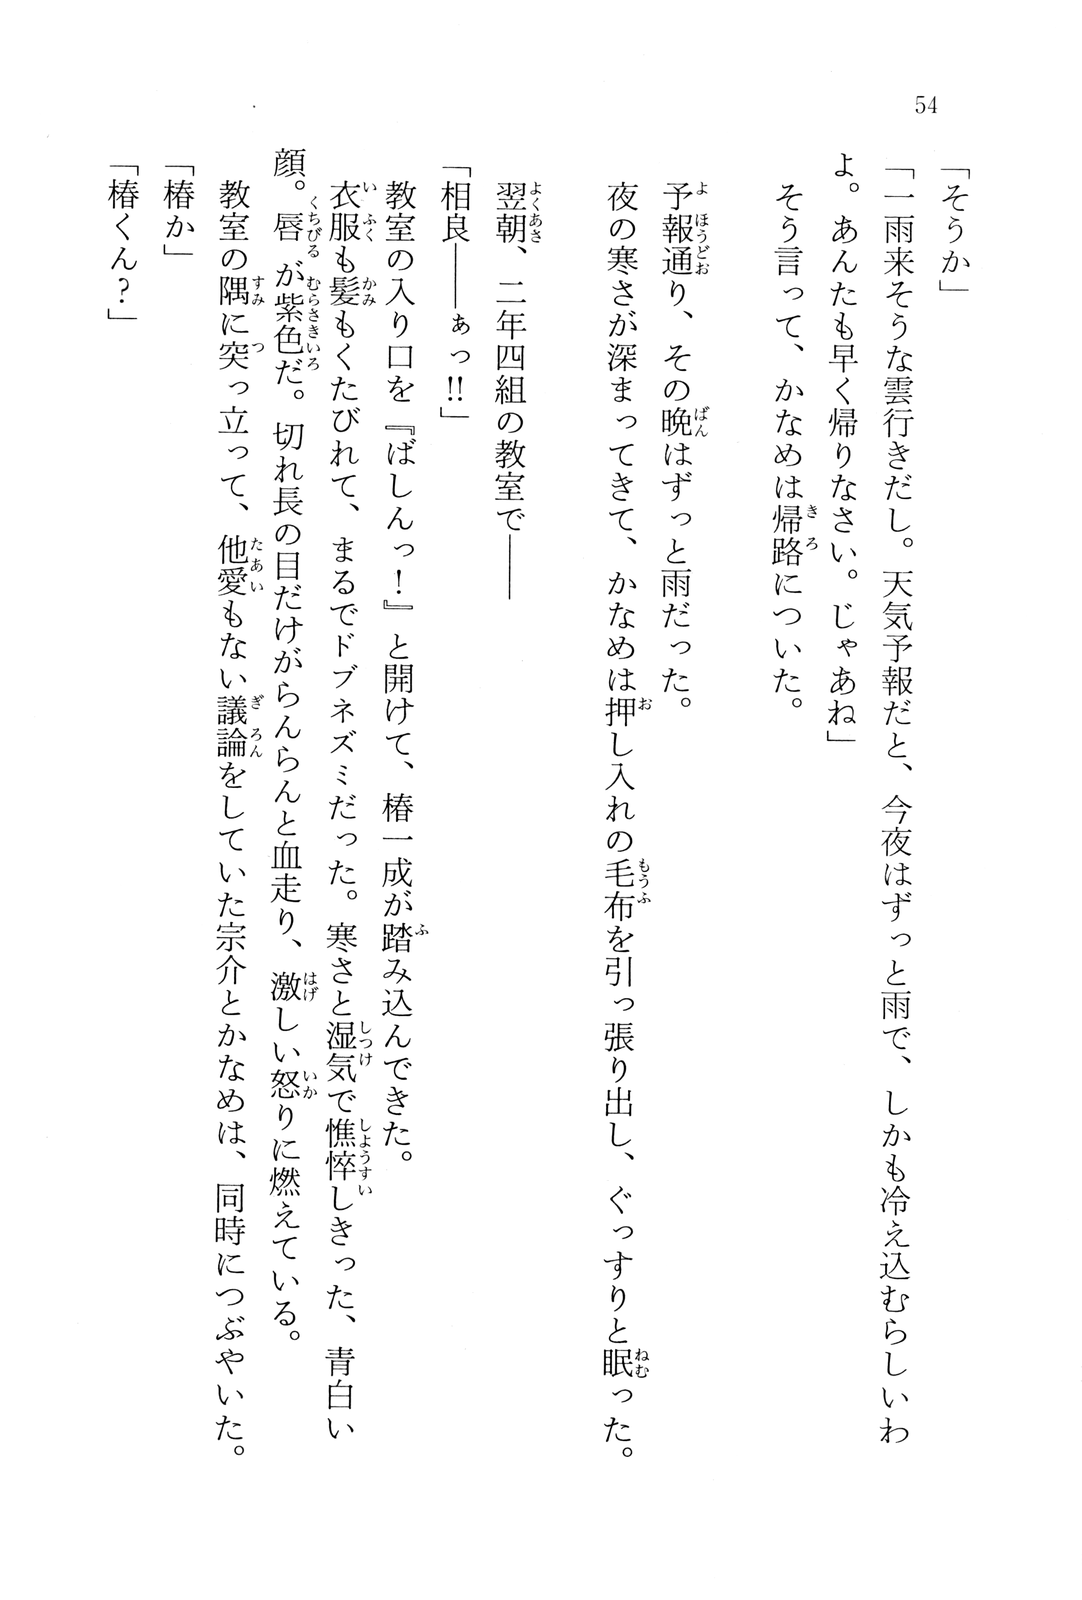 54
「そうか」
「一雨来そうな雲行きだし。天気予報だと、今夜はずっと雨で、しかも冷え込むらしいわ
よ。あんたも早く帰りなさい。じゃあね」
そう言って、かなめは帰路についた。
予報通り、その晩はずっと雨だった。
夜の寒さが深まってきて、かなめは押し入れの毛布を引っ張り出し、ぐっすりと眠った。
翌朝、二年四組の教室で――
「相良――ぁっ!!」
教室の入り口を『ばしんっ！』と開けて、椿一成が踏み込んできた。
衣服も髪もくたびれて、まるでドブネズミだった。寒さと湿気で憔悴しきった、青白い
顔。唇が紫色だ。切れ長の目だけがらんらんと血走り、激しい怒りに燃えている。
教室の隅に突っ立って、他愛もない議論をしていた宗介とかなめは、同時につぶやいた。
「椿か」
「椿くん？」